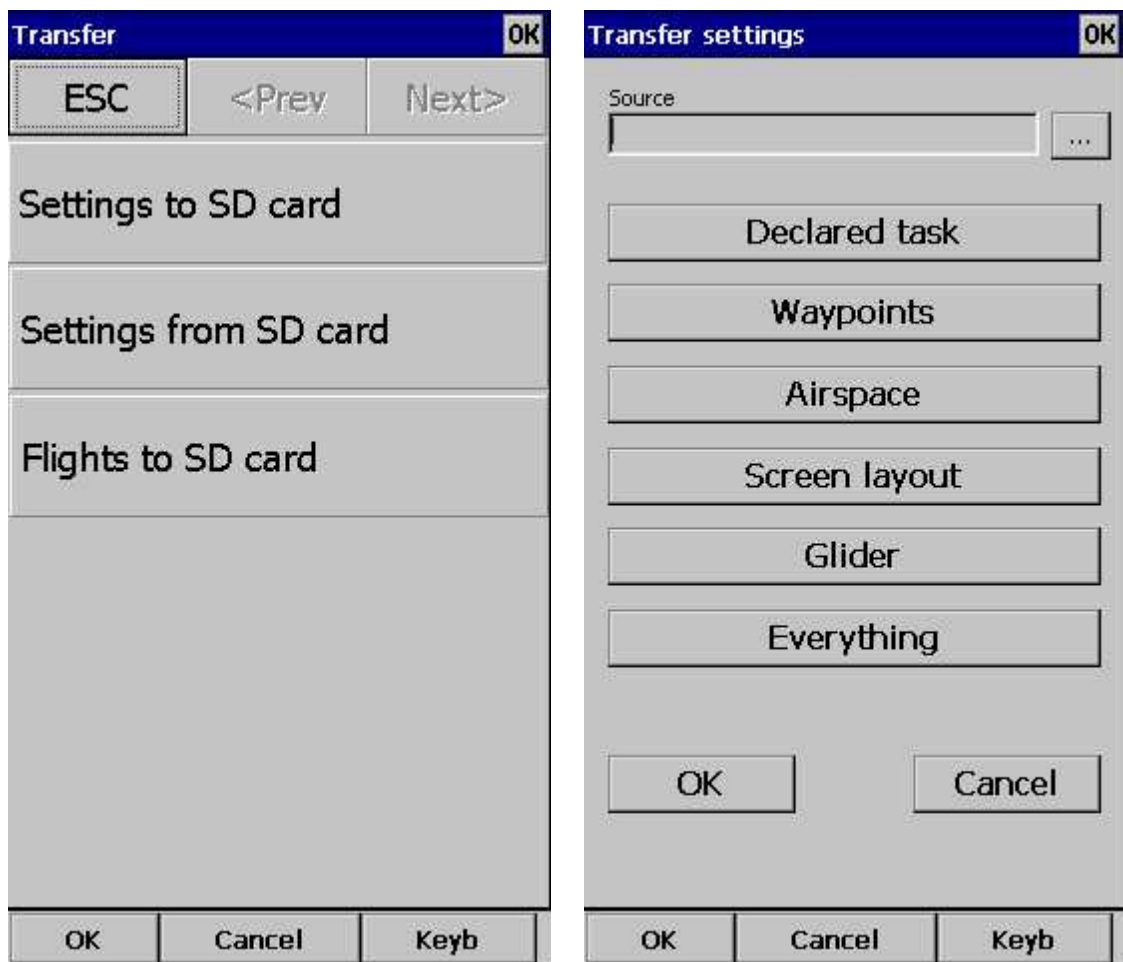 Transfer OK
ESC <Prev Next>
Settings to SD card
Settings from SD card
Flights to SD card
OK Cancel Keyb
Transfer settings OK
Source
...
Declared task
Waypoints
Airspace
Screen layout
Glider
Everything
OK Cancel
OK Cancel Keyb